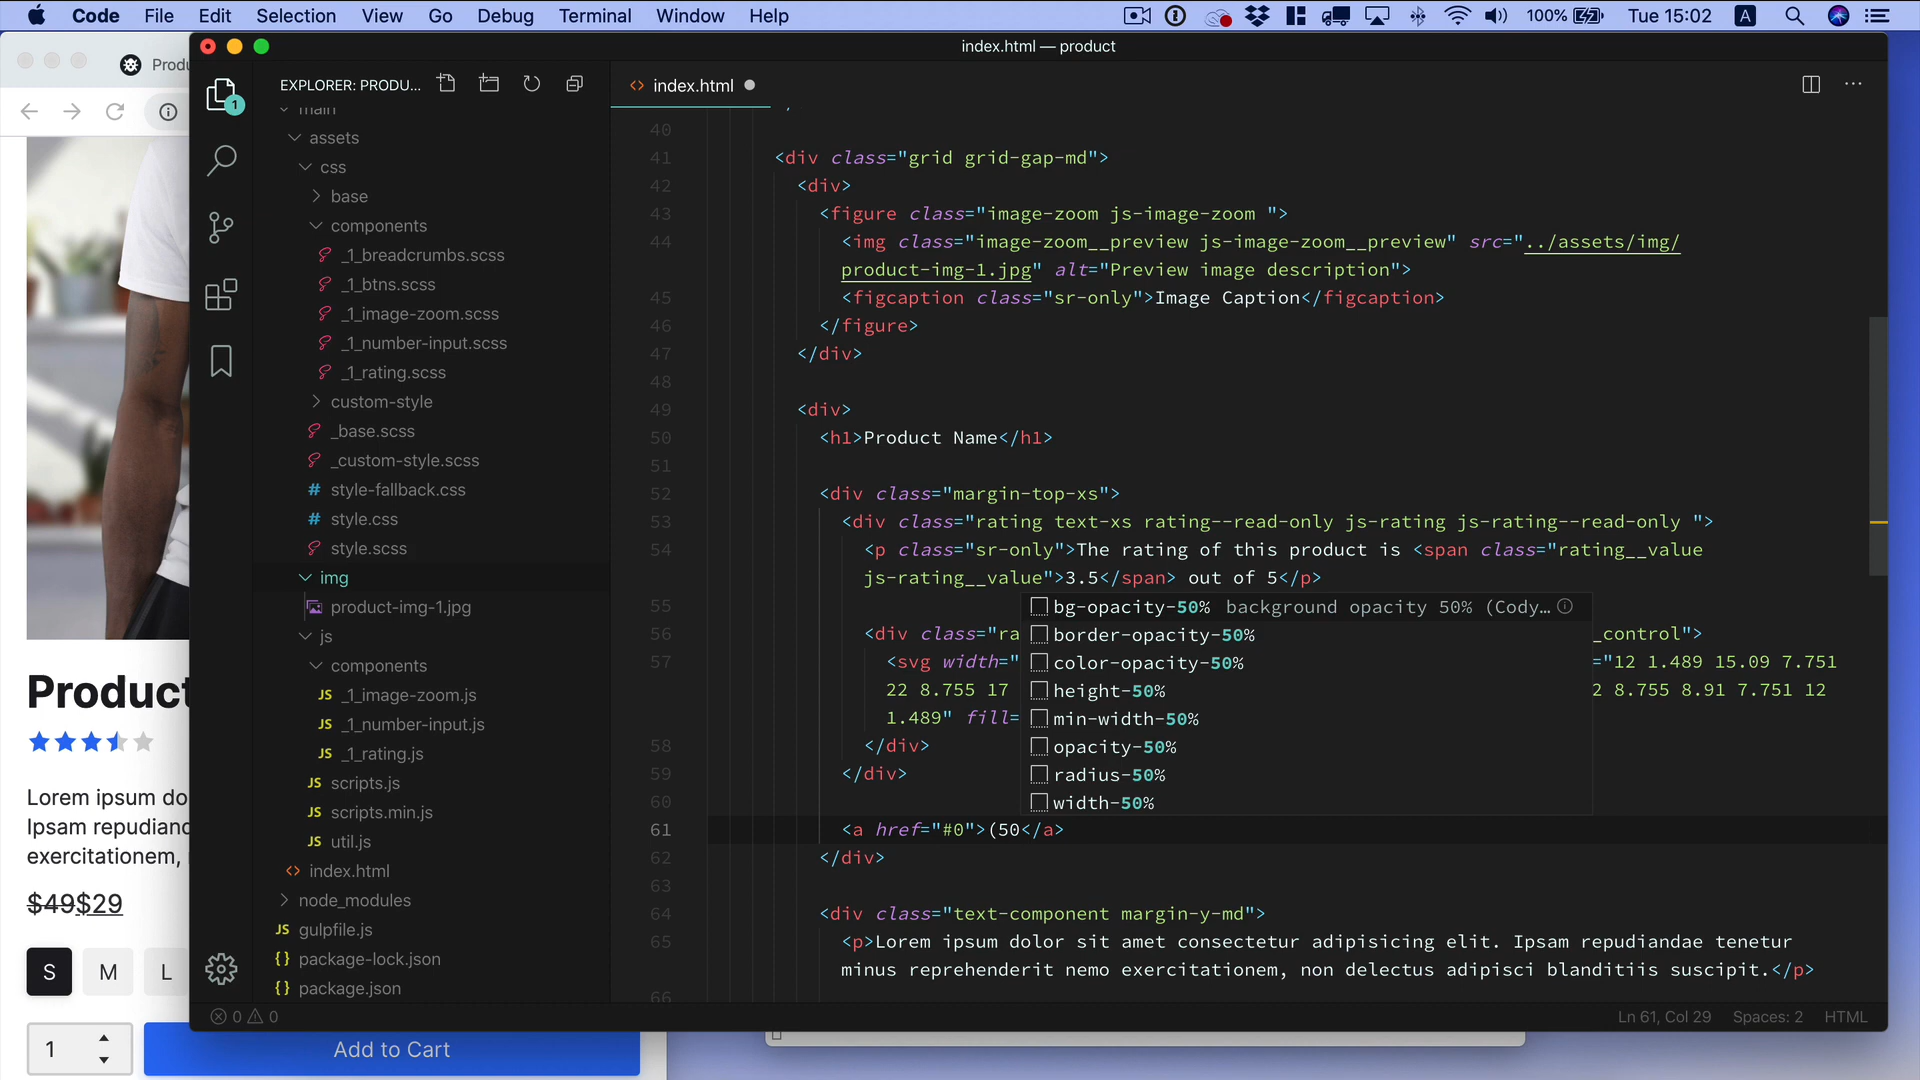 Code File Edit Selection View Go Debug Terminal Window Help 100% Tue 15:02 A
index.html — product
Produ
EXPLORER: PRODU...
index.html
main
assets
css
base
components
_1_breadcrumbs.scss
_1_btns.scss
_1_image-zoom.scss
_1_number-input.scss
_1_rating.scss
custom-style
_base.scss
_custom-style.scss
# style-fallback.css
# style.css
style.scss
img
product-img-1.jpg
js
components
JS _1_image-zoom.js
JS _1_number-input.js
JS _1_rating.js
JS scripts.js
JS scripts.min.js
JS util.js
<> index.html
node_modules
JS gulpfile.js
{} package-lock.json
{} package.json
1
40
41 <div class="grid grid-gap-md">
42 <div>
43 <figure class="image-zoom js-image-zoom ">
44 <img class="image-zoom__preview js-image-zoom__preview" src="../assets/img/
product-img-1.jpg" alt="Preview image description">
45 <figcaption class="sr-only">Image Caption</figcaption>
46 </figure>
47 </div>
48
49 <div>
50 <h1>Product Name</h1>
51
52 <div class="margin-top-xs">
53 <div class="rating text-xs rating--read-only js-rating js-rating--read-only ">
54 <p class="sr-only">The rating of this product is <span class="rating__value
js-rating__value">3.5</span> out of 5</p>
55
56 <div class="ra _control">
57 <svg width=" ="12 1.489 15.09 7.751
22 8.755 17 2 8.755 8.91 7.751 12
1.489" fill=
58 </div>
59 </div>
60
61 <a href="#0">(50</a>
62 </div>
63
64 <div class="text-component margin-y-md">
65 <p>Lorem ipsum dolor sit amet consectetur adipisicing elit. Ipsam repudiandae tenetur
minus reprehenderit nemo exercitationem, non delectus adipisci blanditiis suscipit.</p>
66
bg-opacity-50% background opacity 50% (Cody...
border-opacity-50%
color-opacity-50%
height-50%
min-width-50%
opacity-50%
radius-50%
width-50%
0 0
Ln 61, Col 29 Spaces: 2 HTML
Product
Lorem ipsum do
Ipsam repudian
exercitationem,
$49$29
S M L
1
Add to Cart